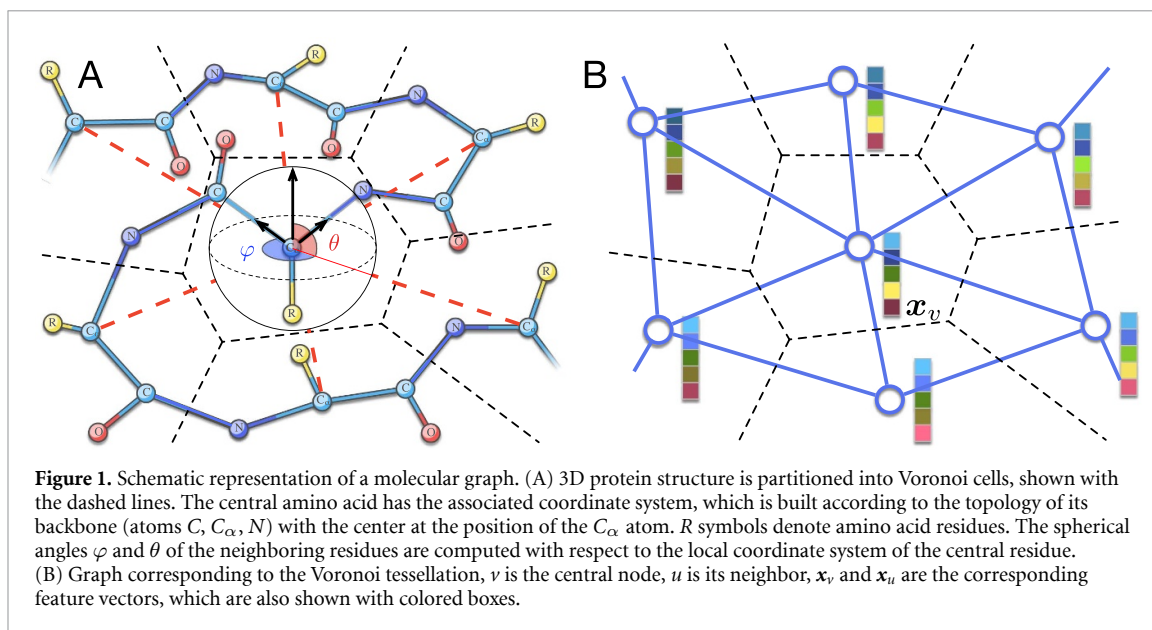 A
B
R
N
C
R
C
N
C
R
O
O
O
C
N
C
O
N
φ
θ
C
R
R
R
C
N
C
R
C
C
C
O
N
O
x_v
Figure 1. Schematic representation of a molecular graph. (A) 3D protein structure is partitioned into Voronoi cells, shown with
the dashed lines. The central amino acid has the associated coordinate system, which is built according to the topology of its
backbone (atoms C, Cα, N) with the center at the position of the Cα atom. R symbols denote amino acid residues. The spherical
angles φ and θ of the neighboring residues are computed with respect to the local coordinate system of the central residue.
(B) Graph corresponding to the Voronoi tessellation, v is the central node, u is its neighbor, x_v and x_u are the corresponding
feature vectors, which are also shown with colored boxes.